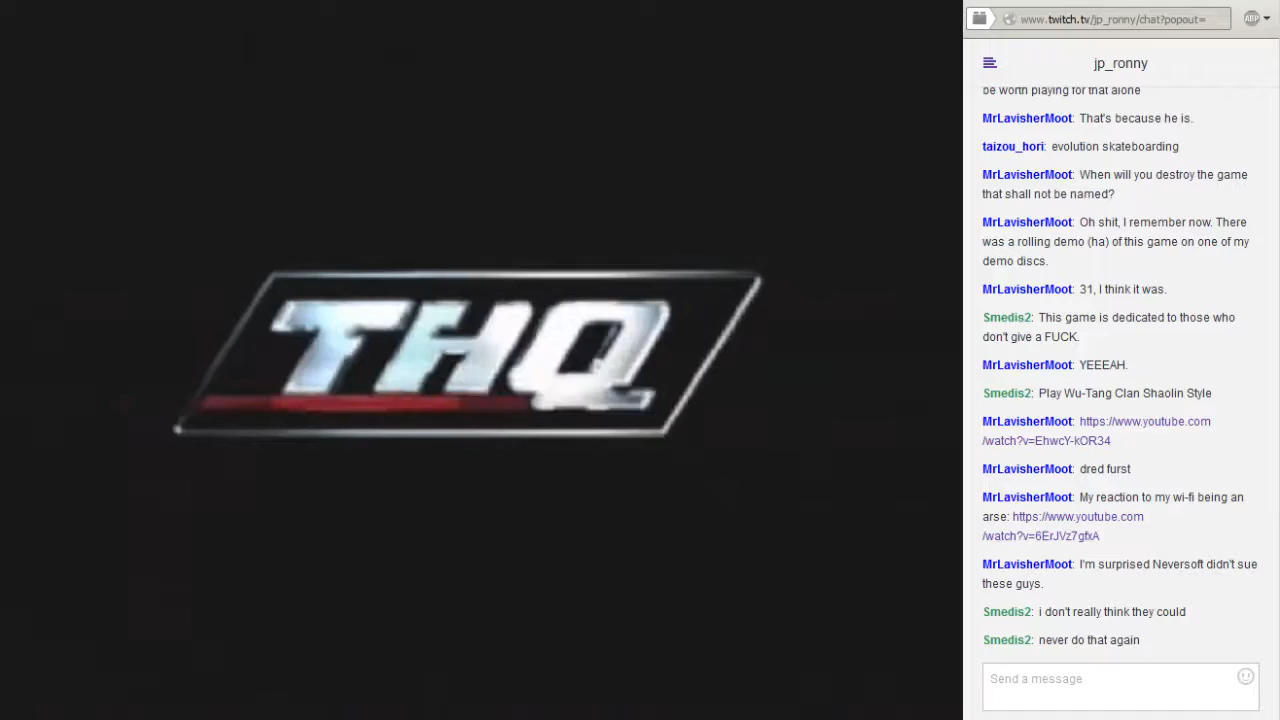 THQ
www.twitch.tv/jp_ronny/chat?popout=
ABP
jp_ronny
be worth playing for that alone
MrLavisherMoot: That's because he is.
taizou_hori: evolution skateboarding
MrLavisherMoot: When will you destroy the game
that shall not be named?
MrLavisherMoot: Oh shit, I remember now. There
was a rolling demo (ha) of this game on one of my
demo discs.
MrLavisherMoot: 31, I think it was.
Smedis2: This game is dedicated to those who
don't give a FUCK.
MrLavisherMoot: YEEEAH.
Smedis2: Play Wu-Tang Clan Shaolin Style
MrLavisherMoot: https://www.youtube.com
/watch?v=EhwcY-kOR34
MrLavisherMoot: dred furst
MrLavisherMoot: My reaction to my wi-fi being an
arse: https://www.youtube.com
/watch?v=6ErJVz7gfxA
MrLavisherMoot: I'm surprised Neversoft didn't sue
these guys.
Smedis2: i don't really think they could
Smedis2: never do that again
Send a message